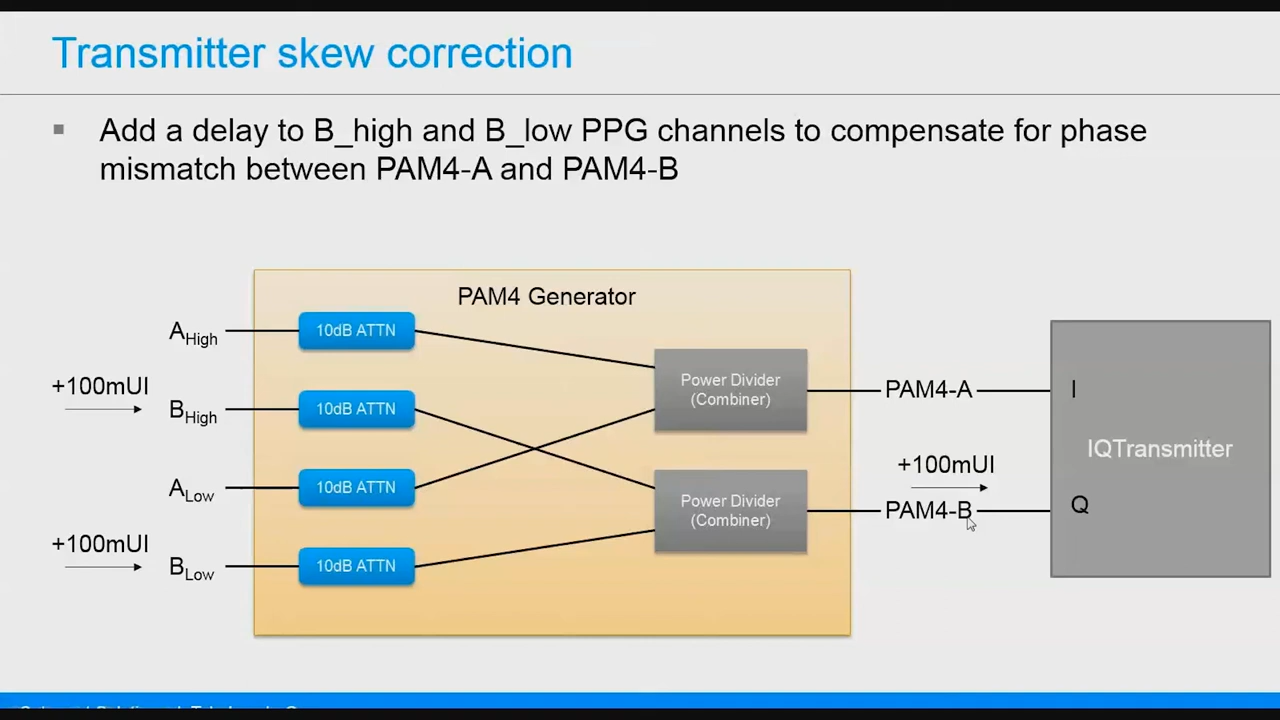 Transmitter skew correction
▪ Add a delay to B_high and B_low PPG channels to compensate for phase
mismatch between PAM4-A and PAM4-B
PAM4 Generator
A High
10dB ATTN
+100mUI
B High
10dB ATTN
A Low
10dB ATTN
+100mUI
B Low
10dB ATTN
Power Divider
(Combiner)
Power Divider
(Combiner)
PAM4-A
+100mUI
PAM4-B
I
IQTransmitter
Q